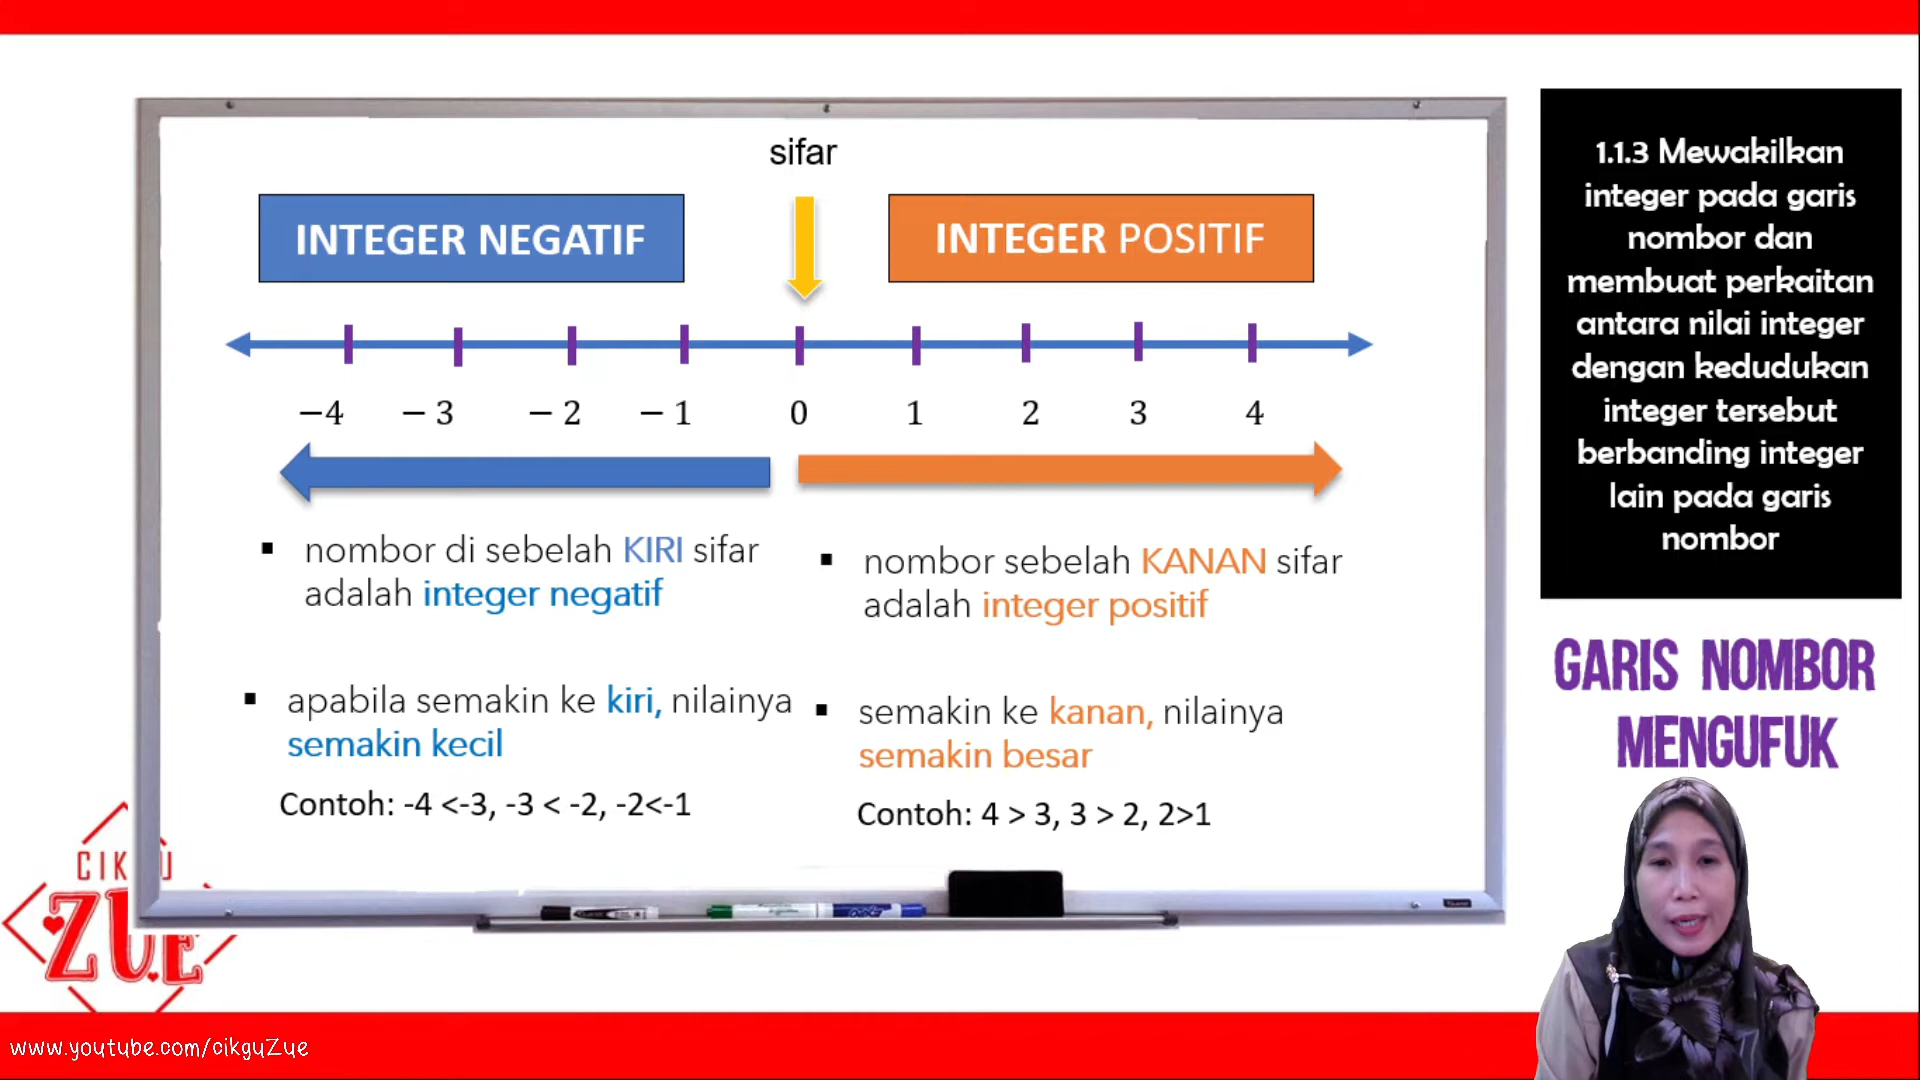 sifar
INTEGER NEGATIF
INTEGER POSITIF
−4 − 3 − 2 − 1 0 1 2 3 4
▪ nombor di sebelah KIRI sifar
adalah integer negatif
▪ apabila semakin ke kiri, nilainya
semakin kecil
Contoh: -4 <-3, -3 < -2, -2<-1
▪ nombor sebelah KANAN sifar
adalah integer positif
▪ semakin ke kanan, nilainya
semakin besar
Contoh: 4 > 3, 3 > 2, 2>1
1.1.3 Mewakilkan
integer pada garis
nombor dan
membuat perkaitan
antara nilai integer
dengan kedudukan
integer tersebut
berbanding integer
lain pada garis
nombor
GARIS NOMBOR
MENGUFUK
CIKGU
ZUE
www.youtube.com/cikguZue